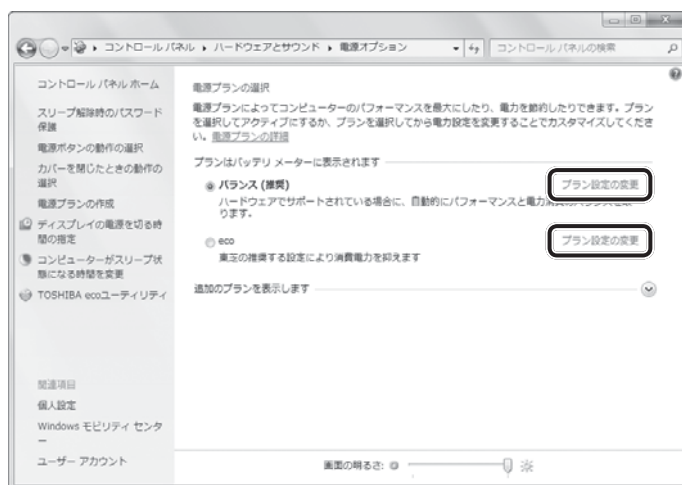 コントロール パネル ▸ ハードウェアとサウンド ▸ 電源オプション
コントロール パネルの検索
コントロール パネル ホーム
スリープ解除時のパスワード
保護
電源ボタンの動作の選択
カバーを閉じたときの動作の
選択
電源プランの作成
ディスプレイの電源を切る時
間の指定
コンピューターがスリープ状
態になる時間を変更
TOSHIBA ecoユーティリティ
関連項目
個人設定
Windows モビリティ センタ
ー
ユーザー アカウント
電源プランの選択
電源プランによってコンピューターのパフォーマンスを最大にしたり、電力を節約したりできます。プラン
を選択してアクティブにするか、プランを選択してから電力設定を変更することでカスタマイズしてくださ
い。電源プランの詳細
プランはバッテリ メーターに表示されます
バランス (推奨)
プラン設定の変更
ハードウェアでサポートされている場合に、自動的にパフォーマンスと電力消費のバランスを取
ります。
eco
プラン設定の変更
東芝の推奨する設定により消費電力を抑えます
追加のプランを表示します
画面の明るさ: